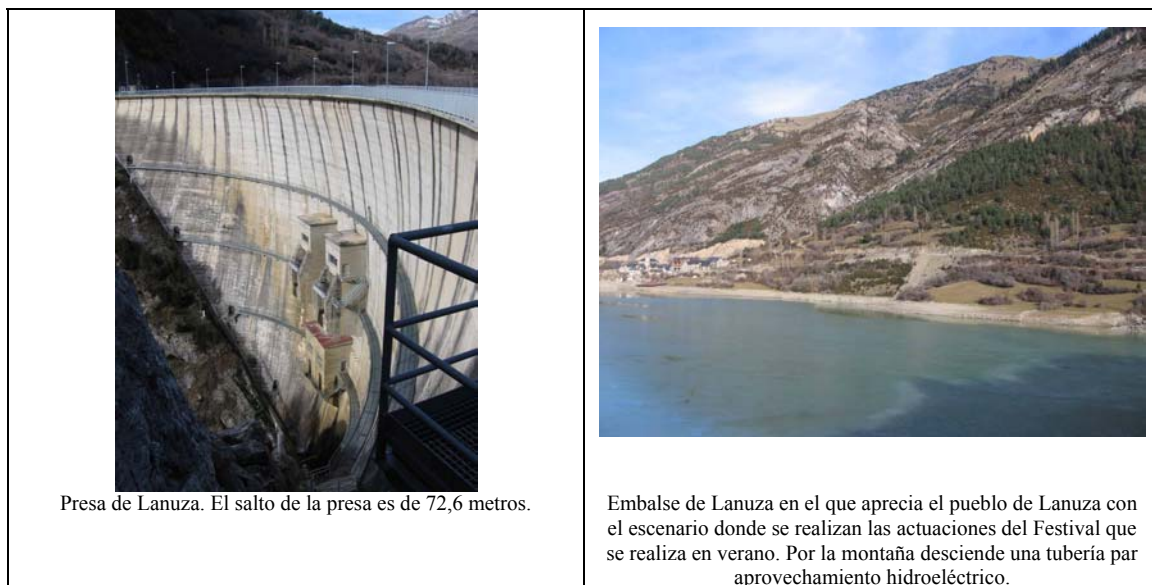 Presa de Lanuza. El salto de la presa es de 72,6 metros.
Embalse de Lanuza en el que aprecia el pueblo de Lanuza con
el escenario donde se realizan las actuaciones del Festival que
se realiza en verano. Por la montaña desciende una tubería par
aprovechamiento hidroeléctrico.